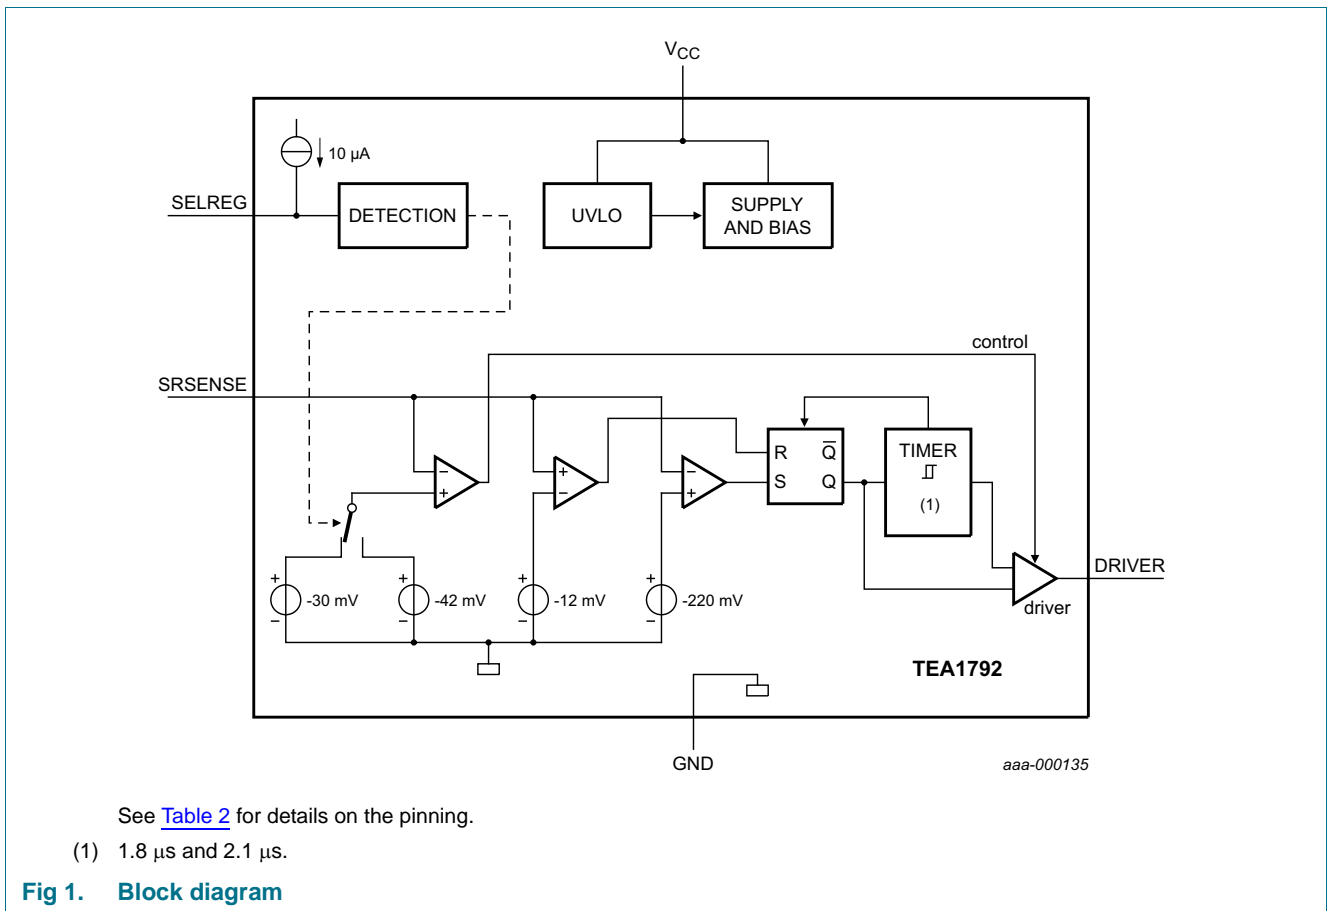 VCC
10 µA
SELREG
DETECTION
UVLO
SUPPLY
AND BIAS
control
SRSENSE
R Q̅
S Q
TIMER
(1)
− + + − − +
+ -30 mV −
+ -42 mV −
+ -12 mV −
+ -220 mV −
DRIVER
driver
TEA1792
GND
aaa-000135
See Table 2 for details on the pinning.
(1) 1.8 μs and 2.1 μs.
Fig 1. Block diagram